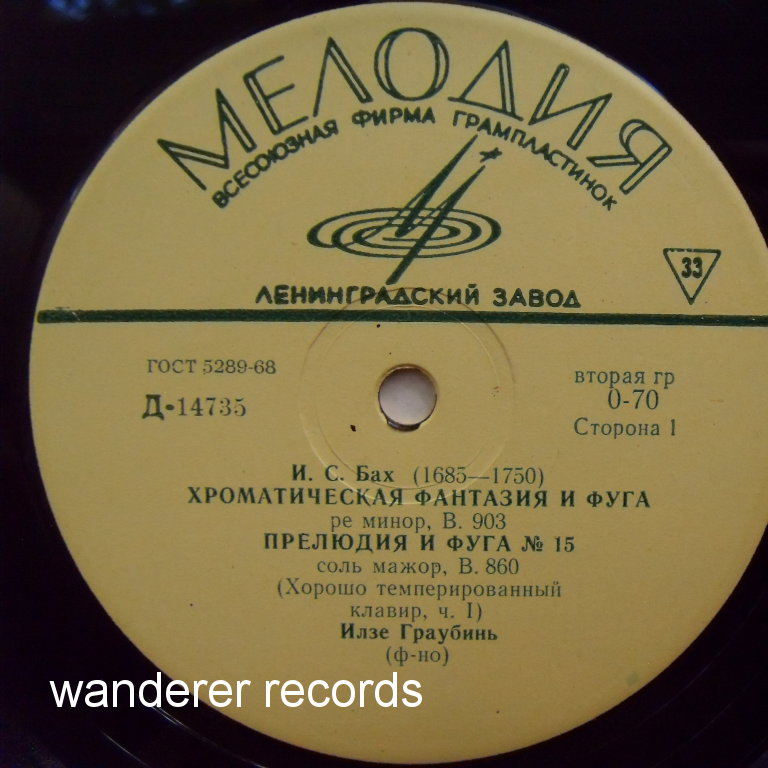 МЕЛОДИЯ
ВСЕСОЮЗНАЯ ФИРМА ГРАМПЛАСТИНОК
33
ЛЕНИНГРАДСКИЙ ЗАВОД
ГОСТ 5289-68
Д-14735
вторая гр
0-70
Сторона 1
И. С. Бах (1685—1750)
ХРОМАТИЧЕСКАЯ ФАНТАЗИЯ И ФУГА
ре минор, В. 903
ПРЕЛЮДИЯ И ФУГА № 15
соль мажор, В. 860
(Хорошо темперированный
клавир, ч. I)
Илзе Граубинь
(ф-но)
wanderer records